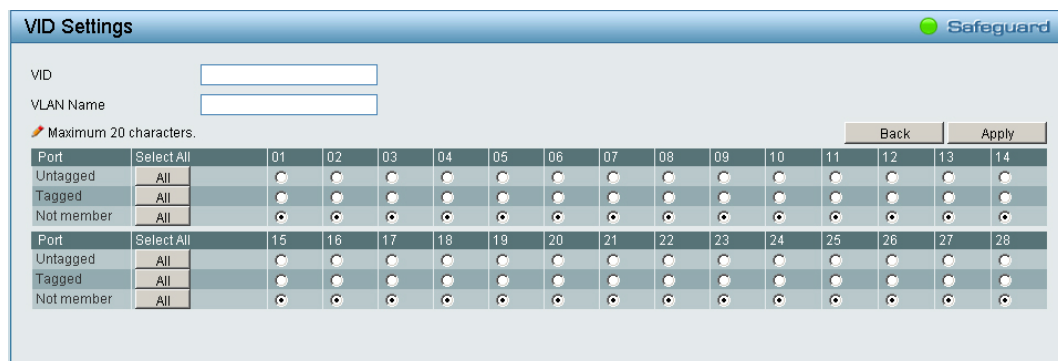 VID Settings Safeguard
VID
VLAN Name
Maximum 20 characters.
Back Apply
Port Select All 01 02 03 04 05 06 07 08 09 10 11 12 13 14
Untagged All
Tagged All
Not member All
Port Select All 15 16 17 18 19 20 21 22 23 24 25 26 27 28
Untagged All
Tagged All
Not member All